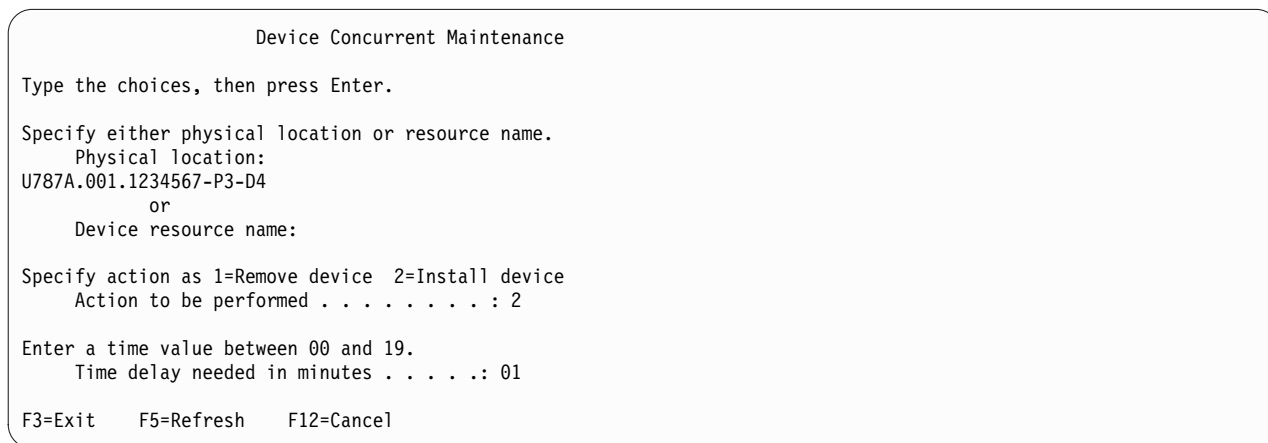 Device Concurrent Maintenance
Type the choices, then press Enter.
Specify either physical location or resource name.
Physical location:
U787A.001.1234567-P3-D4
or
Device resource name:
Specify action as 1=Remove device 2=Install device
Action to be performed . . . . . . . . : 2
Enter a time value between 00 and 19.
Time delay needed in minutes . . . . .: 01
F3=Exit F5=Refresh F12=Cancel